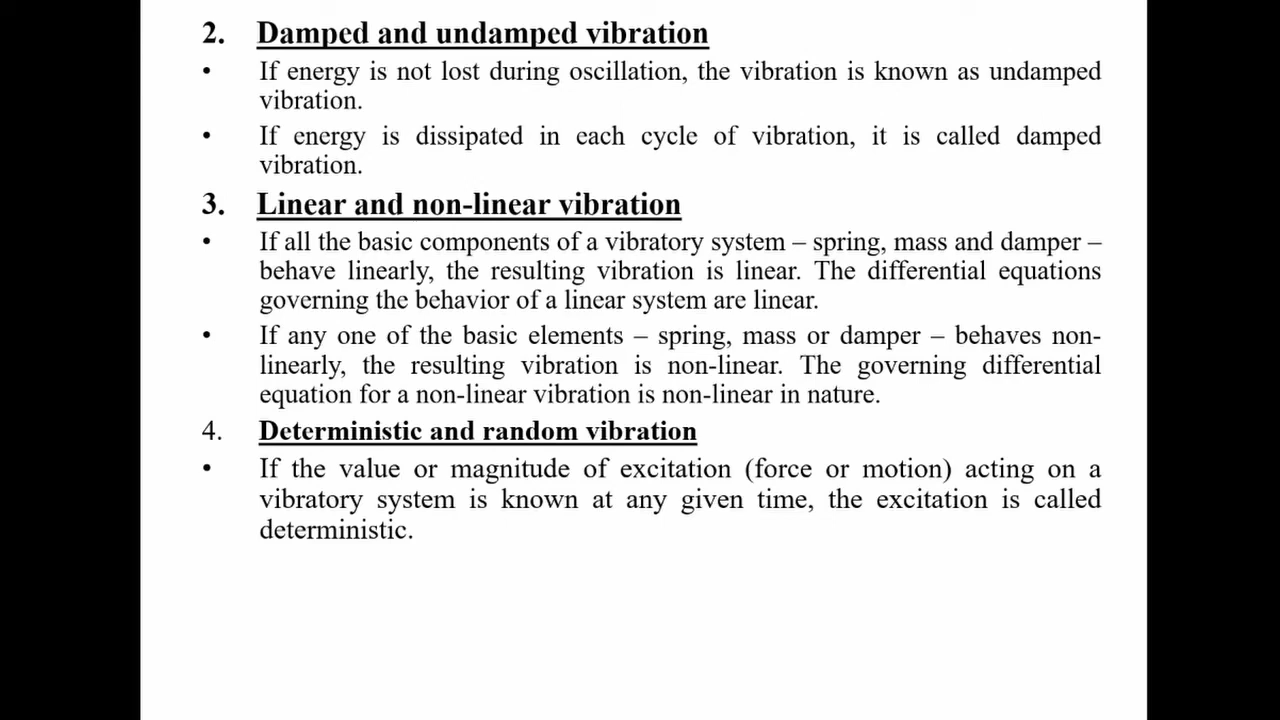 2. Damped and undamped vibration
• If energy is not lost during oscillation, the vibration is known as undamped
vibration.
• If energy is dissipated in each cycle of vibration, it is called damped
vibration.
3. Linear and non-linear vibration
• If all the basic components of a vibratory system – spring, mass and damper –
behave linearly, the resulting vibration is linear. The differential equations
governing the behavior of a linear system are linear.
• If any one of the basic elements – spring, mass or damper – behaves non-
linearly, the resulting vibration is non-linear. The governing differential
equation for a non-linear vibration is non-linear in nature.
4. Deterministic and random vibration
• If the value or magnitude of excitation (force or motion) acting on a
vibratory system is known at any given time, the excitation is called
deterministic.